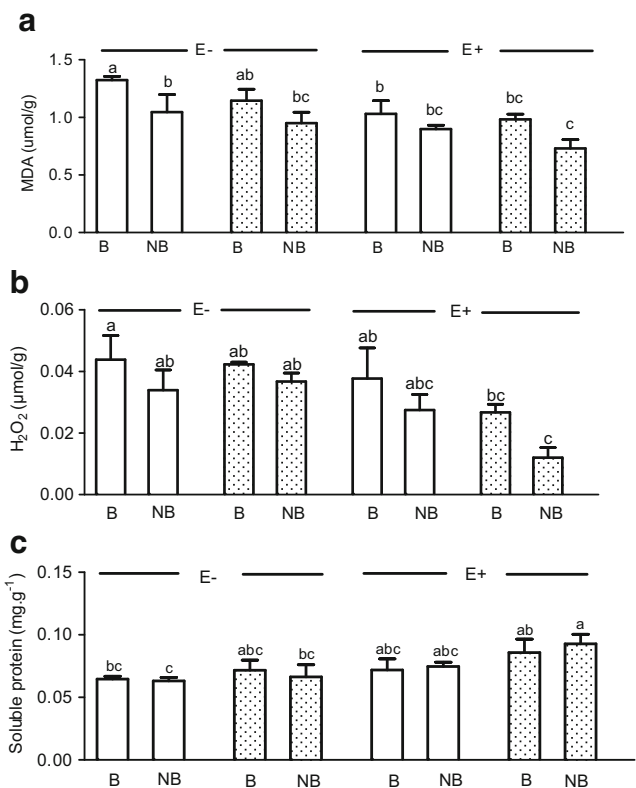 a
E-
E+
MDA (umol/g)
1.5
1.0
0.5
0.0
a
b
ab
bc
b
bc
bc
c
B
NB
B
NB
B
NB
B
NB
b
E-
E+
H₂O₂ (μmol/g)
0.06
0.04
0.02
0.00
a
ab
ab
ab
ab
abc
bc
c
B
NB
B
NB
B
NB
B
NB
c
E-
E+
Soluble protein (mg.g⁻¹)
0.15
0.10
0.05
0.00
bc
c
abc
bc
abc
abc
ab
a
B
NB
B
NB
B
NB
B
NB